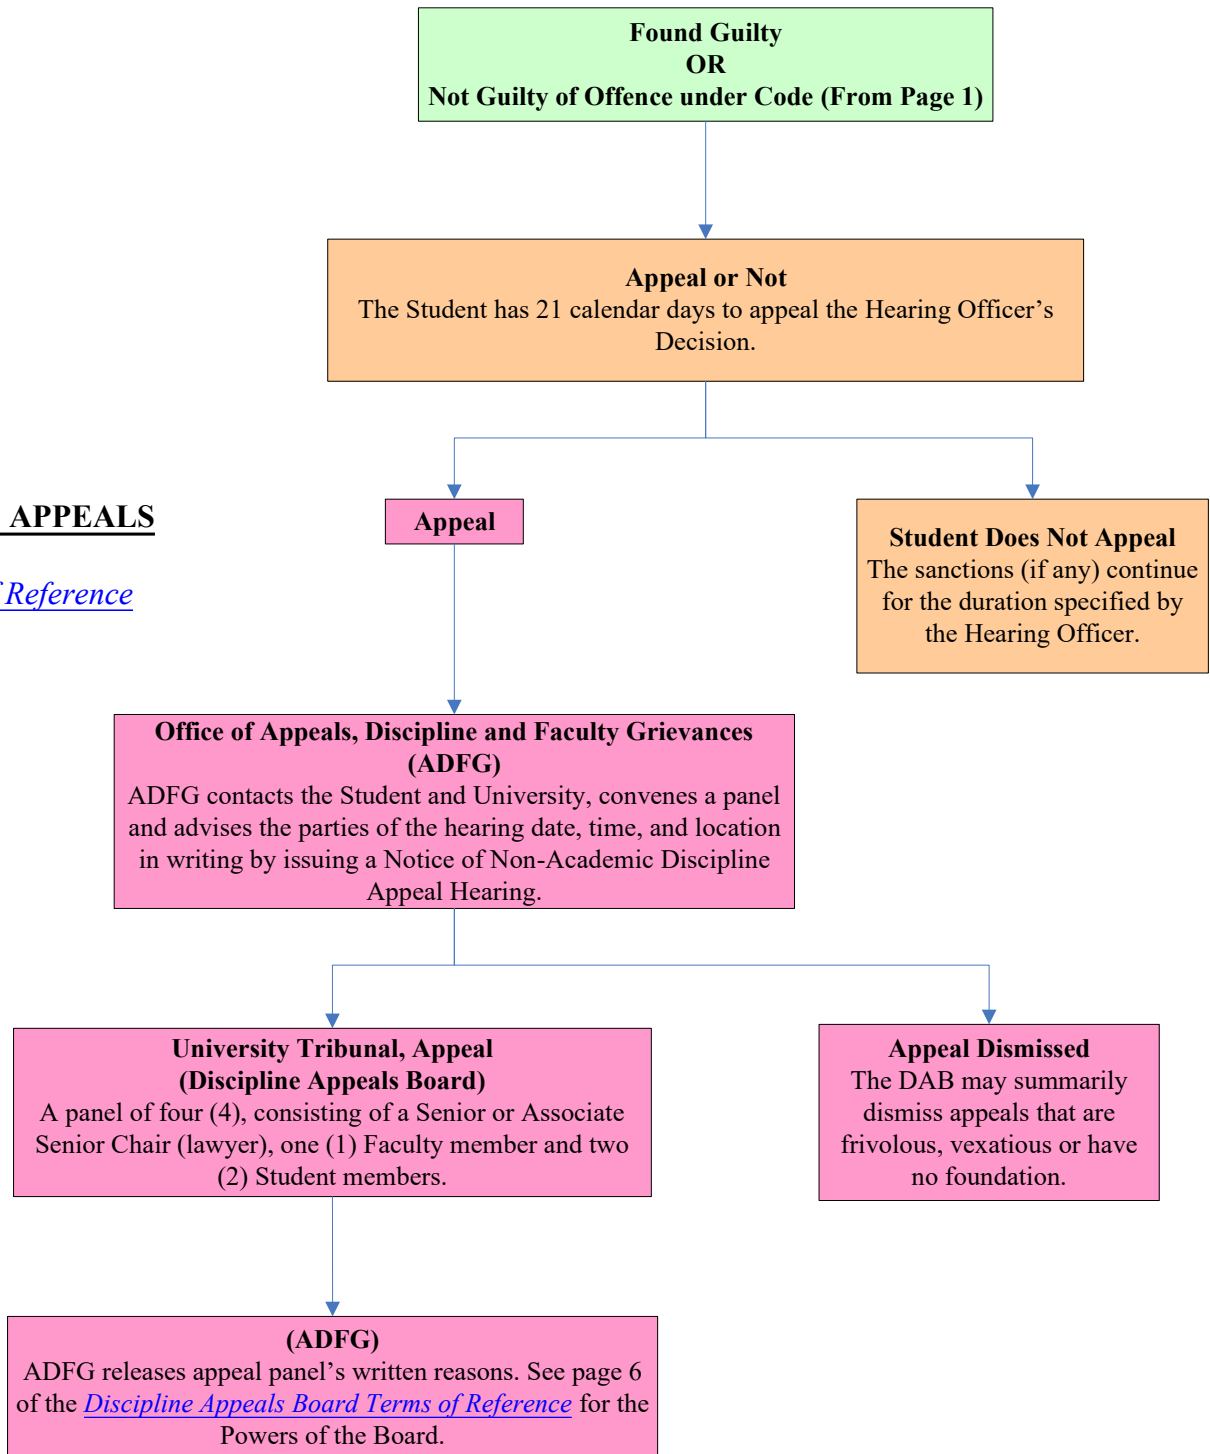 Found Guilty
OR
Not Guilty of Offence under Code (From Page 1)
Appeal or Not
The Student has 21 calendar days to appeal the Hearing Officer’s
Decision.
APPEALS
Reference
Appeal
Student Does Not Appeal
The sanctions (if any) continue
for the duration specified by
the Hearing Officer.
Office of Appeals, Discipline and Faculty Grievances
(ADFG)
ADFG contacts the Student and University, convenes a panel
and advises the parties of the hearing date, time, and location
in writing by issuing a Notice of Non-Academic Discipline
Appeal Hearing.
University Tribunal, Appeal
(Discipline Appeals Board)
A panel of four (4), consisting of a Senior or Associate
Senior Chair (lawyer), one (1) Faculty member and two
(2) Student members.
Appeal Dismissed
The DAB may summarily
dismiss appeals that are
frivolous, vexatious or have
no foundation.
(ADFG)
ADFG releases appeal panel’s written reasons. See page 6
of the Discipline Appeals Board Terms of Reference for the
Powers of the Board.